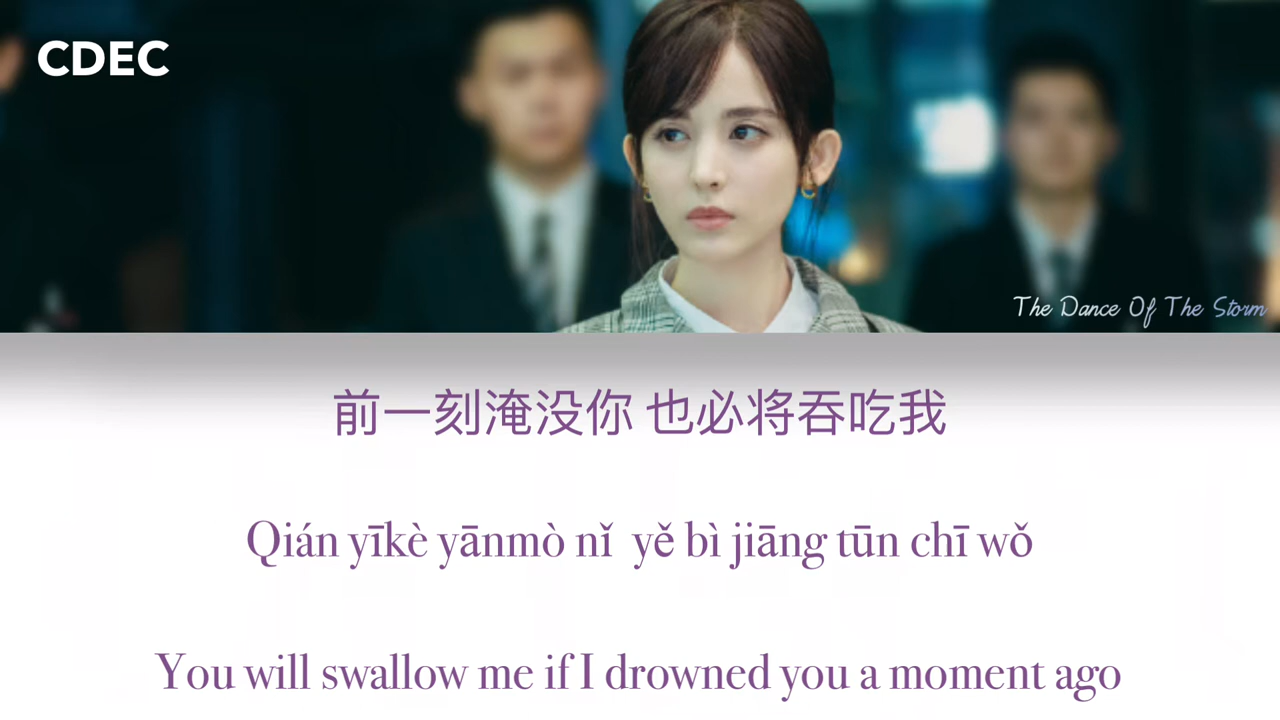 CDEC
The Dance Of The Storm
前一刻淹没你 也必将吞吃我
Qián yīkè yānmò nǐ yě bì jiāng tūn chī wǒ
You will swallow me if I drowned you a moment ago